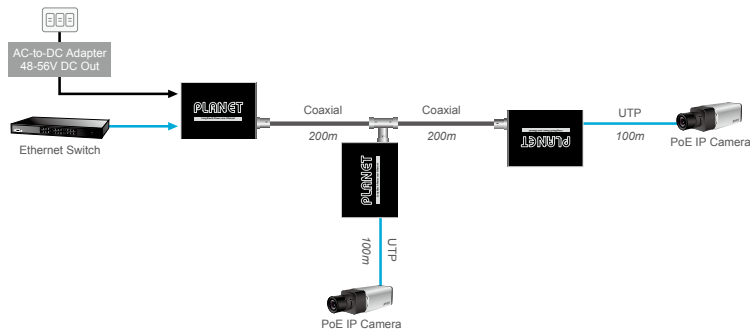 AC-to-DC Adapter
48-56V DC Out
Ethernet Switch
PLANET
Coaxial
200m
Coaxial
200m
PLANET
UTP
100m
PoE IP Camera
PLANET
UTP
100m
PoE IP Camera